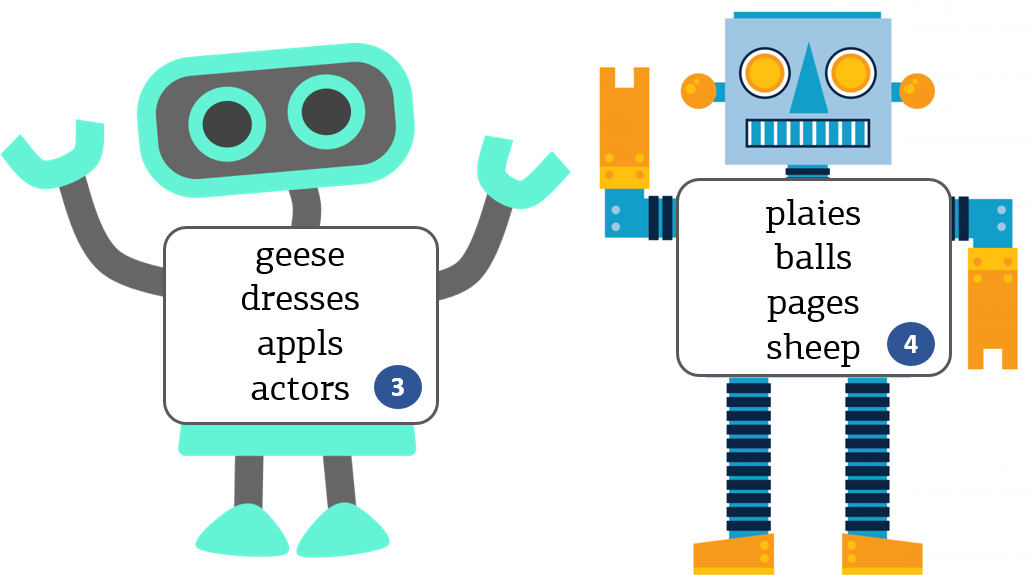 geese
dresses
appls
actors
3
plaies
balls
pages
sheep
4